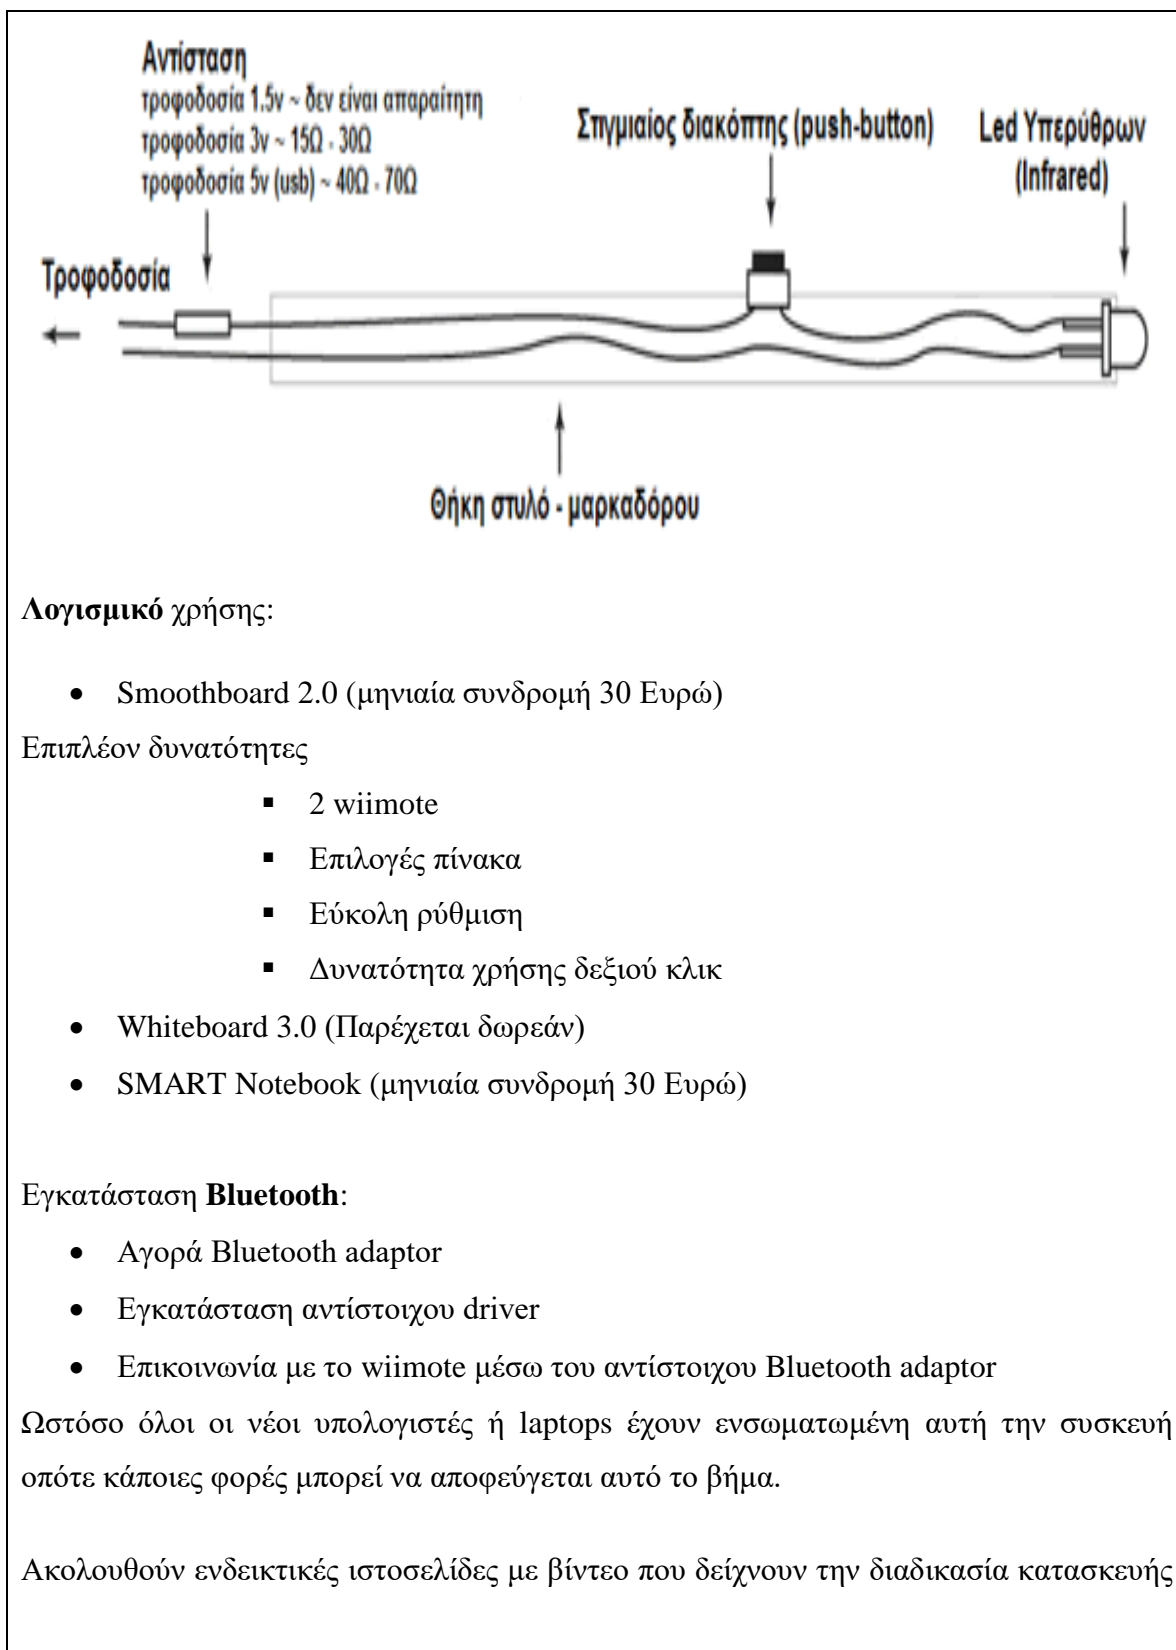 Αντίσταση
τροφοδοσία 1.5v ~ δεν είναι απαραίτητη
τροφοδοσία 3v ~ 15Ω - 30Ω
τροφοδοσία 5v (usb) ~ 40Ω - 70Ω
Στιγμιαίος διακόπτης (push-button)
Led Υπερύθρων
(Infrared)
Τροφοδοσία
Θήκη στυλό - μαρκαδόρου
Λογισμικό χρήσης:
• Smoothboard 2.0 (μηνιαία συνδρομή 30 Ευρώ)
Επιπλέον δυνατότητες
▪ 2 wiimote
▪ Επιλογές πίνακα
▪ Εύκολη ρύθμιση
▪ Δυνατότητα χρήσης δεξιού κλικ
• Whiteboard 3.0 (Παρέχεται δωρεάν)
• SMART Notebook (μηνιαία συνδρομή 30 Ευρώ)
Εγκατάσταση Bluetooth:
• Αγορά Bluetooth adaptor
• Εγκατάσταση αντίστοιχου driver
• Επικοινωνία με το wiimote μέσω του αντίστοιχου Bluetooth adaptor
Ωστόσο όλοι οι νέοι υπολογιστές ή laptops έχουν ενσωματωμένη αυτή την συσκευή
οπότε κάποιες φορές μπορεί να αποφεύγεται αυτό το βήμα.
Ακολουθούν ενδεικτικές ιστοσελίδες με βίντεο που δείχνουν την διαδικασία κατασκευής